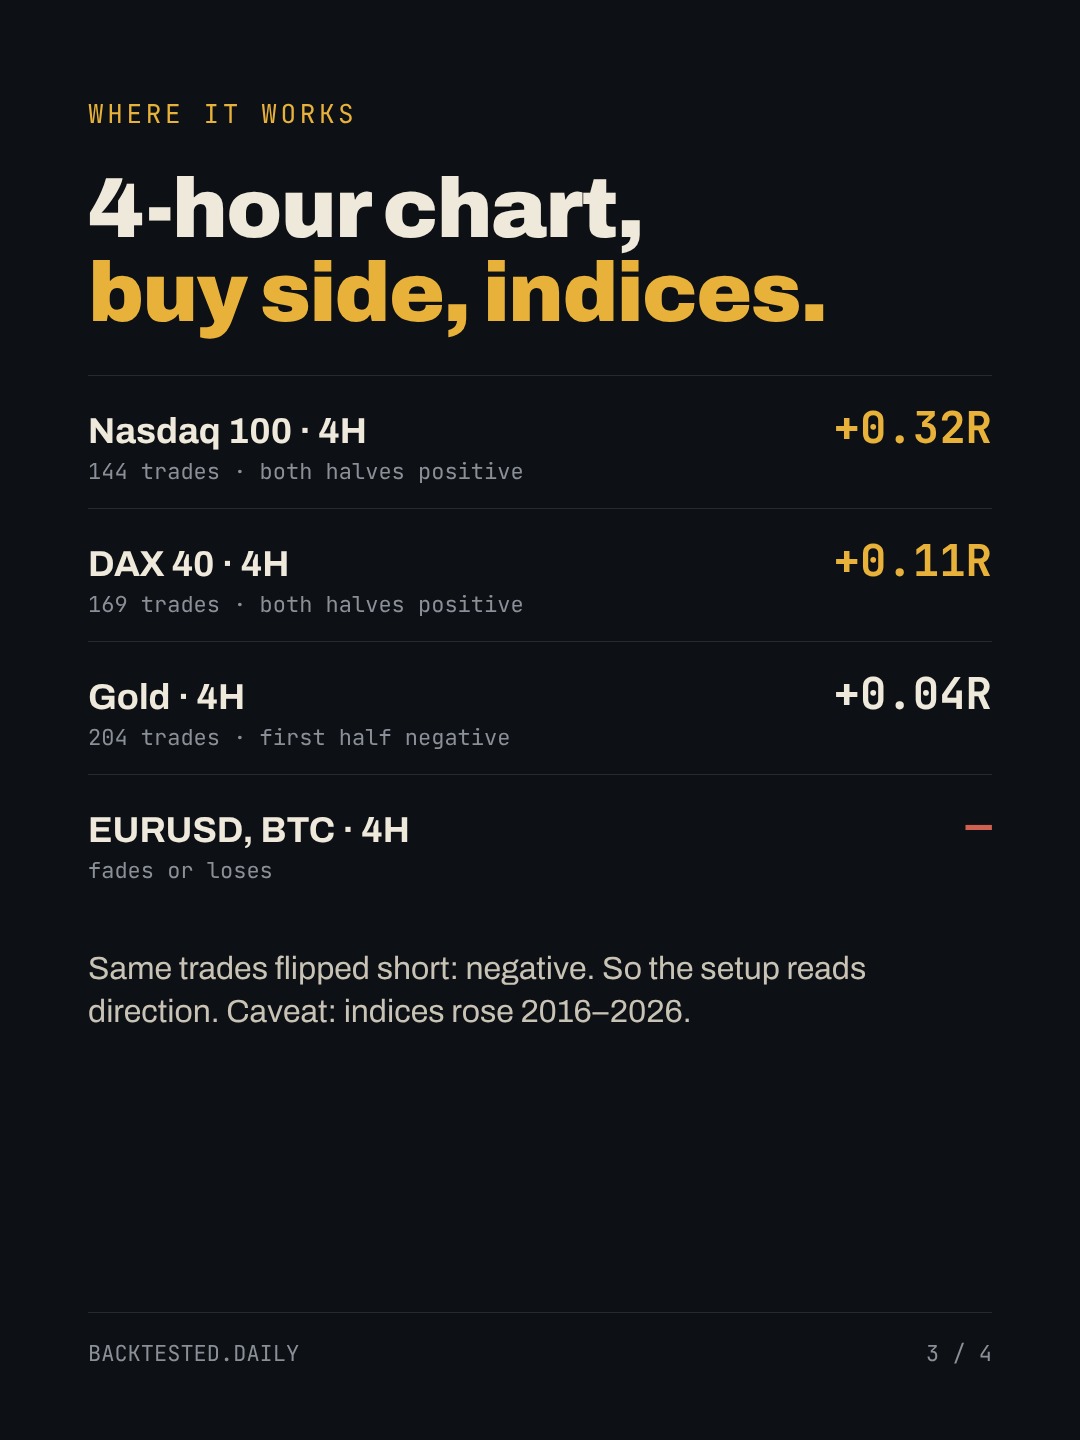 WHERE IT WORKS
4-hour chart,
buy side, indices.
Nasdaq 100 · 4H
+0.32R
144 trades · both halves positive
DAX 40 · 4H
+0.11R
169 trades · both halves positive
Gold · 4H
+0.04R
204 trades · first half negative
EURUSD, BTC · 4H
—
fades or loses
Same trades flipped short: negative. So the setup reads
direction. Caveat: indices rose 2016–2026.
BACKTESTED.DAILY
3 / 4